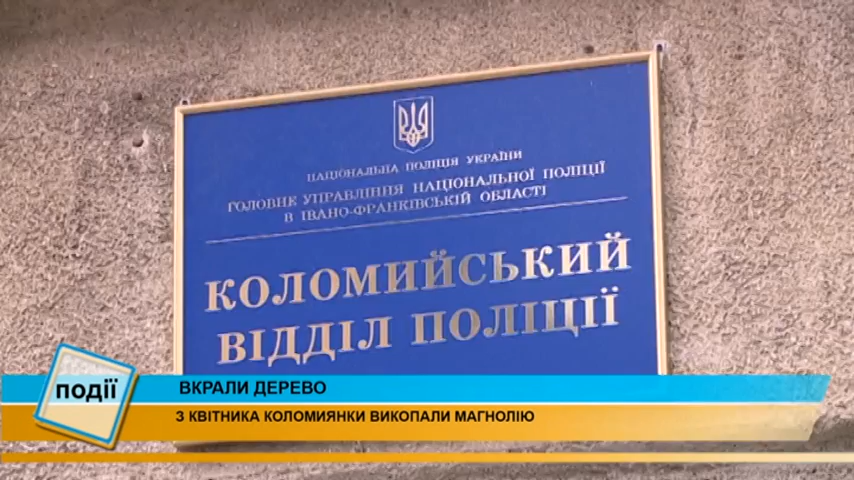 НАЦІОНАЛЬНА ПОЛІЦІЯ УКРАЇНИ
ГОЛОВНЕ УПРАВЛІННЯ НАЦІОНАЛЬНОЇ ПОЛІЦІЇ
В ІВАНО-ФРАНКІВСЬКІЙ ОБЛАСТІ
КОЛОМИЙСЬКИЙ
ВІДДІЛ ПОЛІЦІЇ
ПОДІЇ
ВКРАЛИ ДЕРЕВО
З КВІТНИКА КОЛОМИЯНКИ ВИКОПАЛИ МАГНОЛІЮ